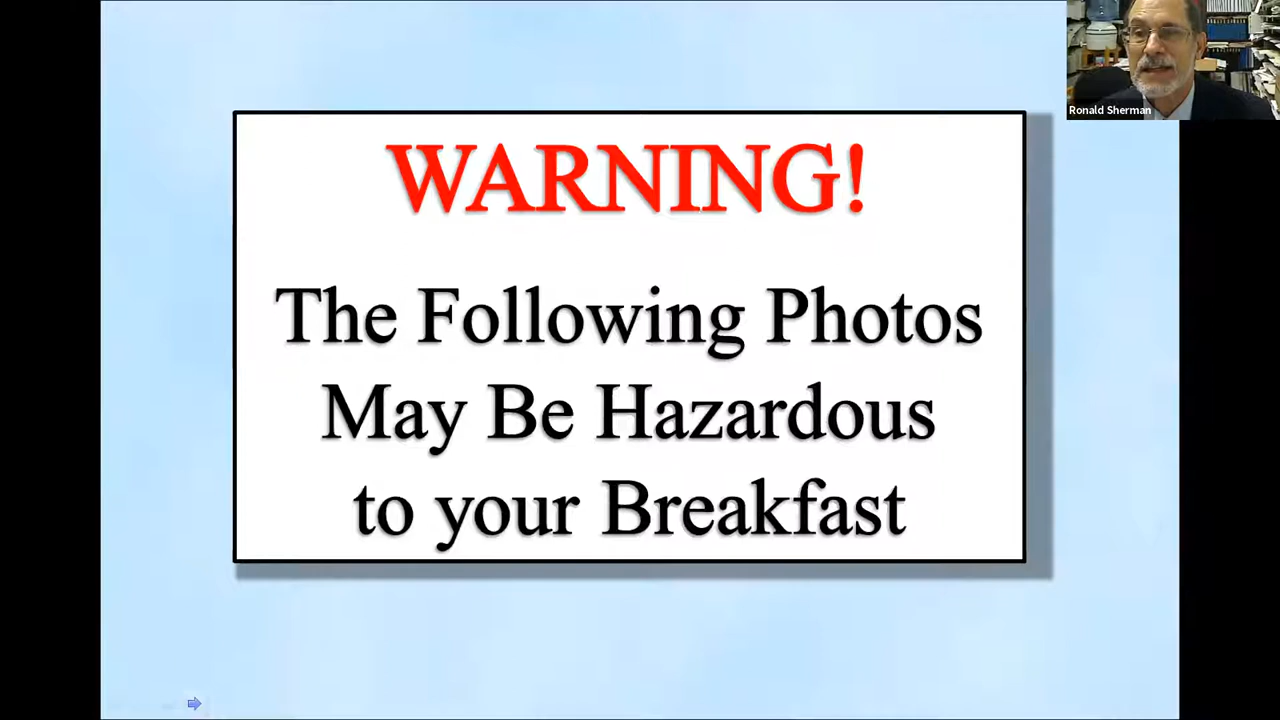 Ronald Sherman
WARNING!
The Following Photos
May Be Hazardous
to your Breakfast